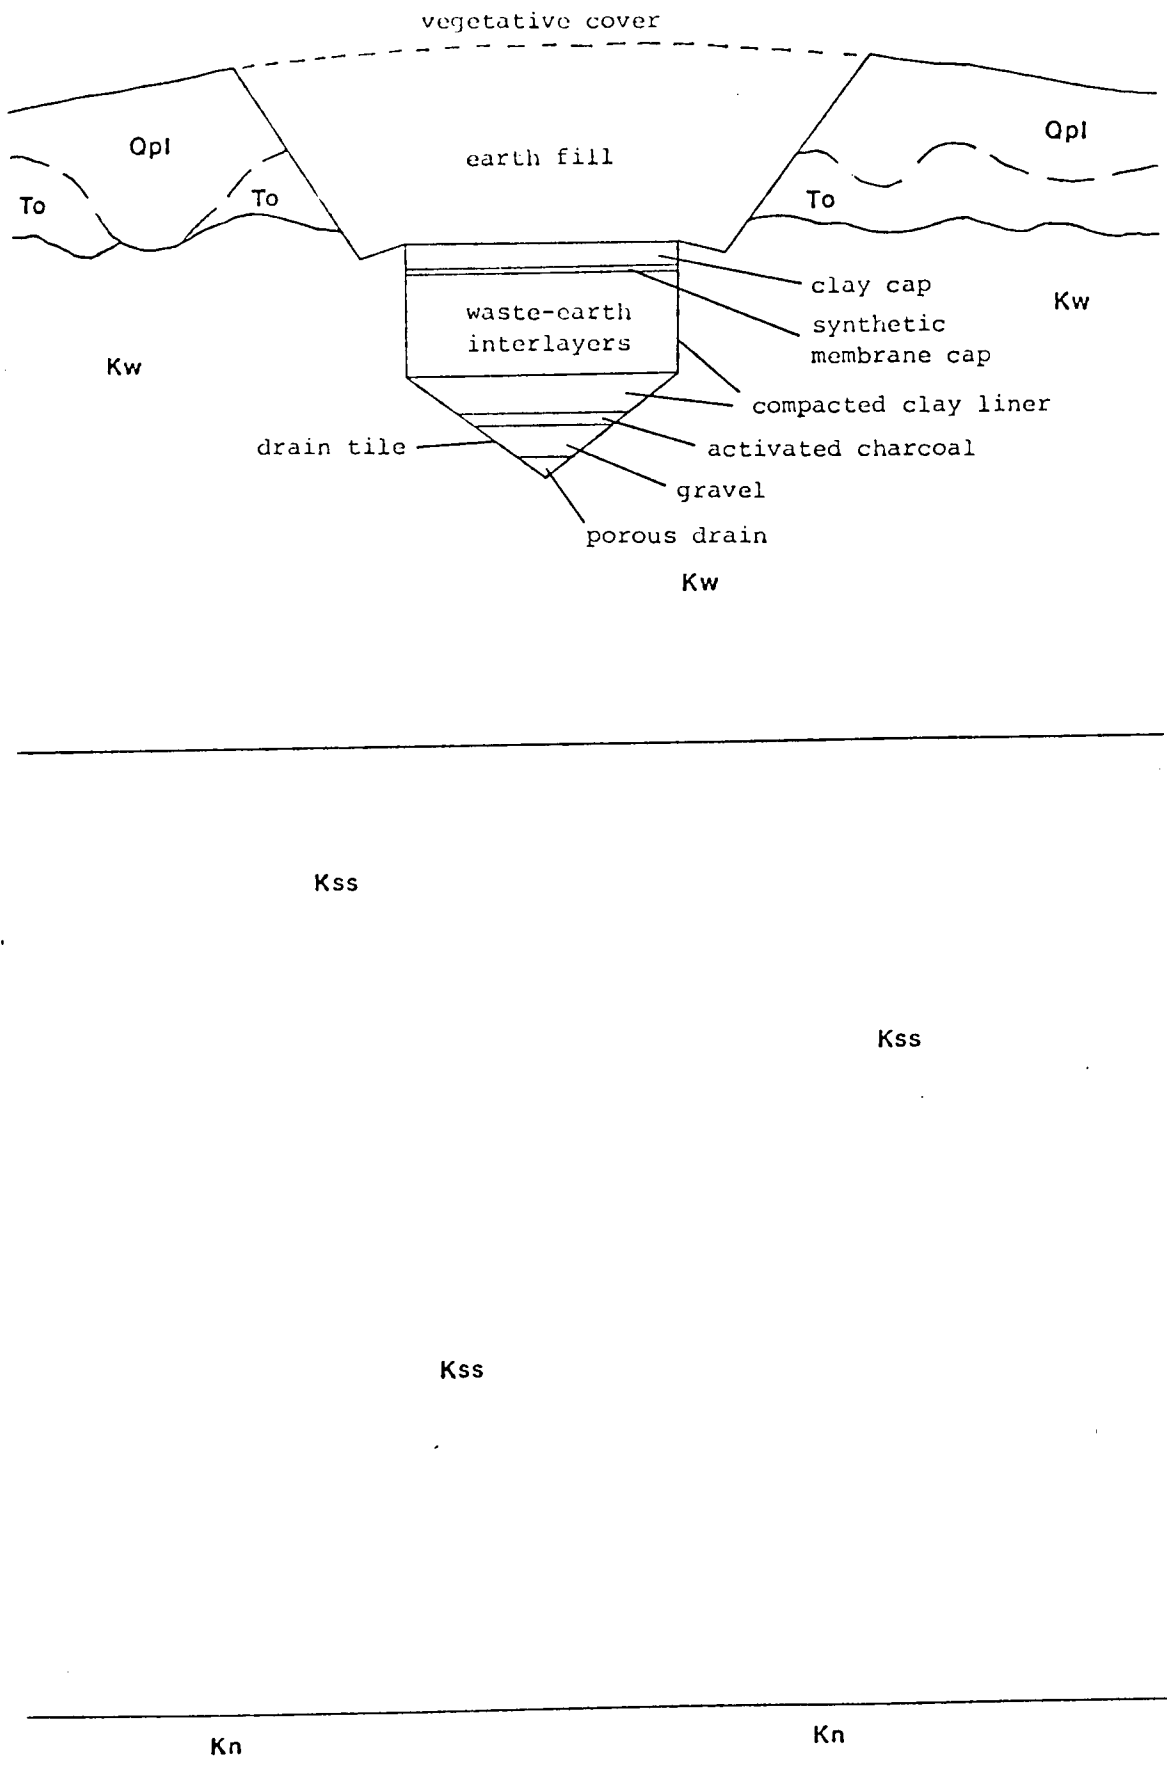 vegetative cover
Qpl
Qpl
earth fill
To
To
To
clay cap
Kw
waste-earth
interlayers
synthetic
membrane cap
Kw
compacted clay liner
drain tile
activated charcoal
gravel
porous drain
Kw
Kss
Kss
Kss
Kn
Kn